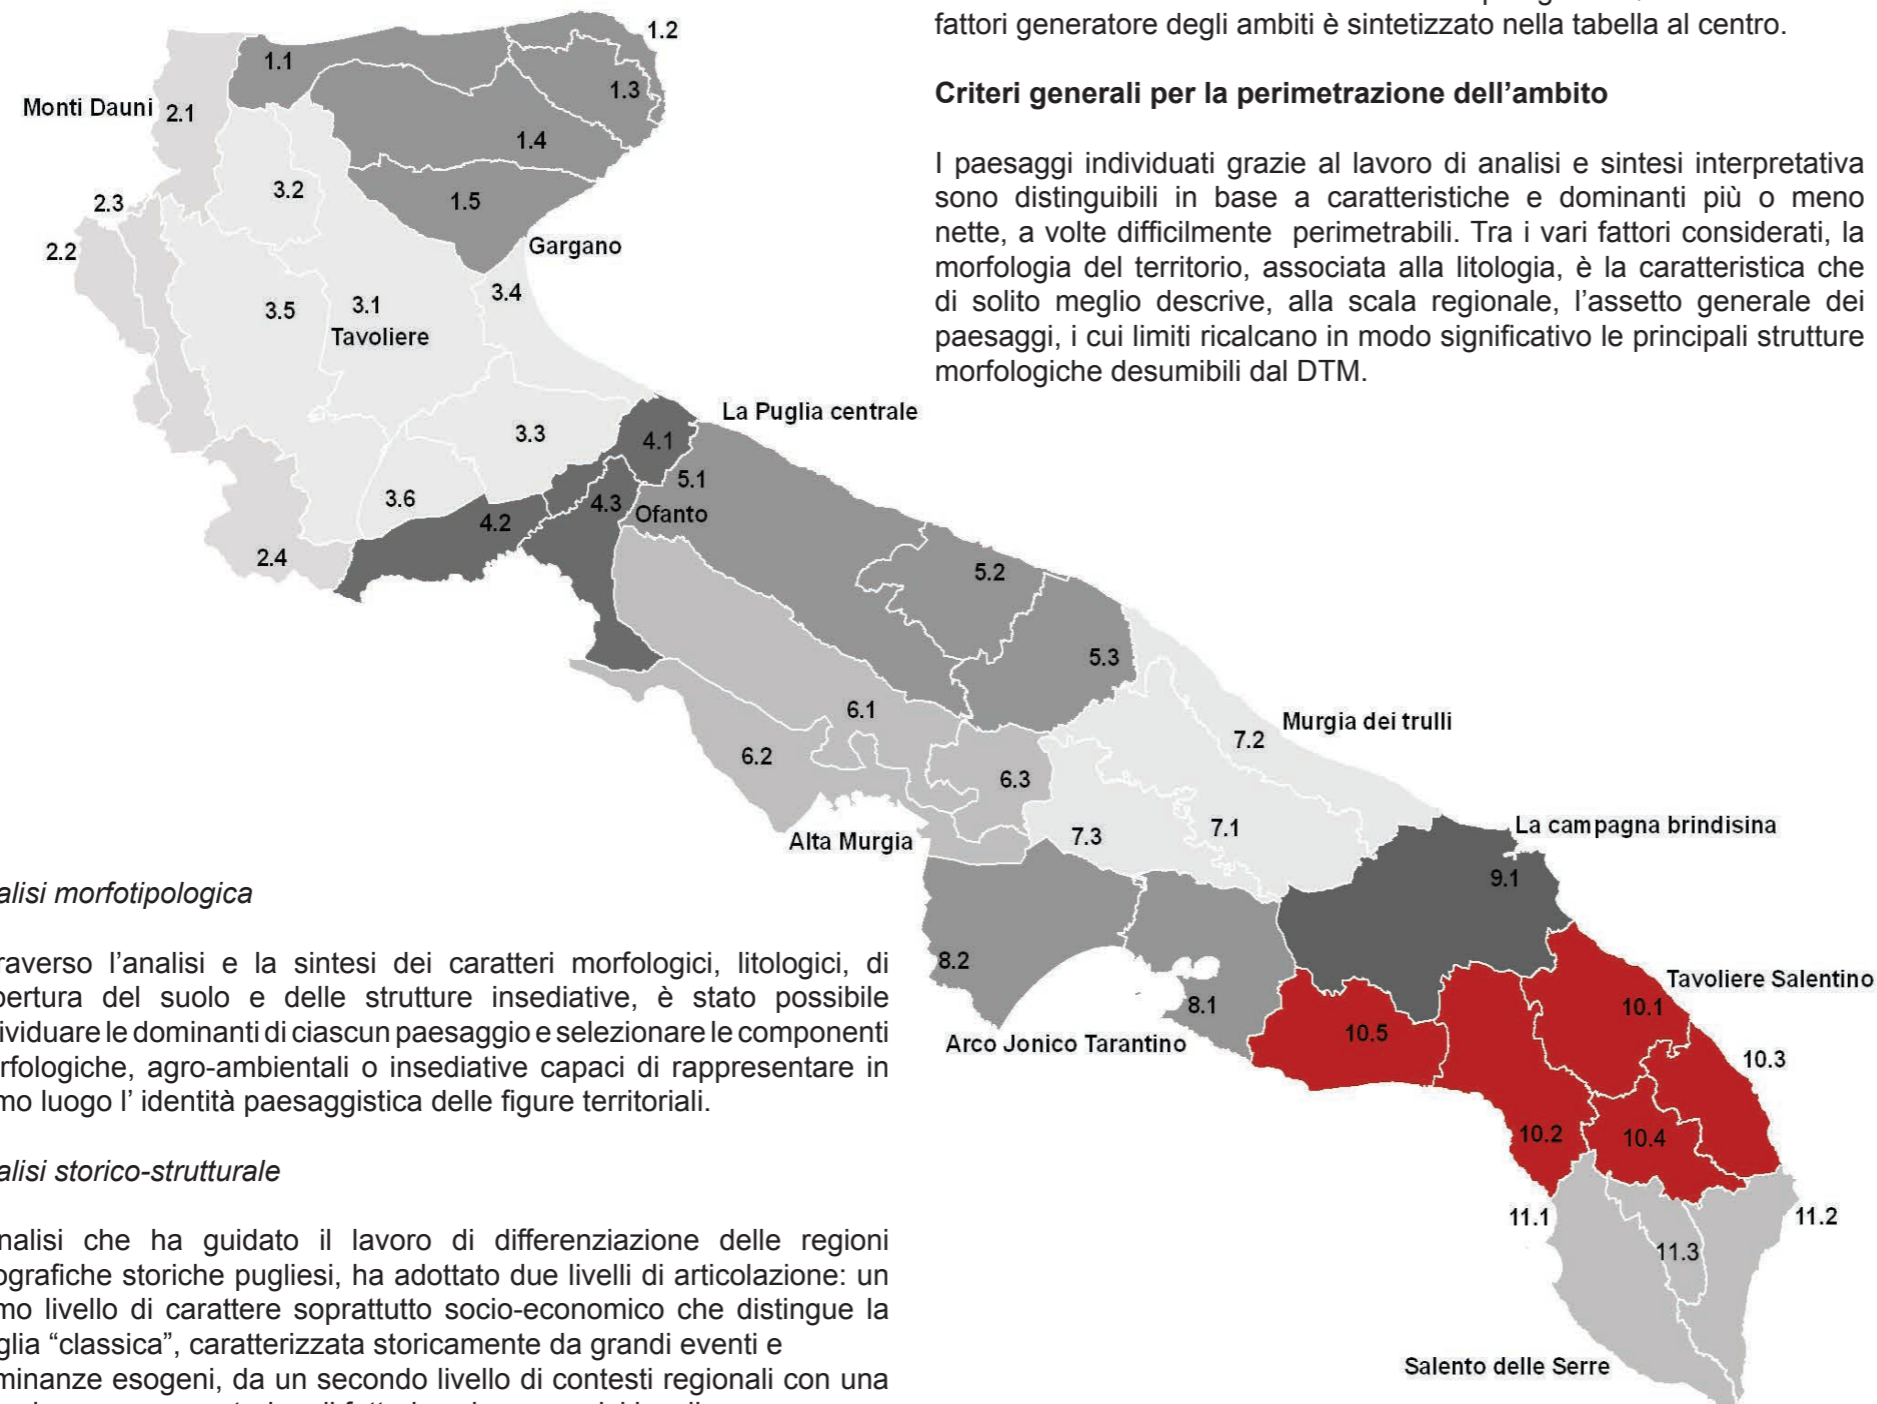 fattori generatore degli ambiti è sintetizzato nella tabella al centro.
Criteri generali per la perimetrazione dell’ambito
I paesaggi individuati grazie al lavoro di analisi e sintesi interpretativa
sono distinguibili in base a caratteristiche e dominanti più o meno
nette, a volte difficilmente perimetrabili. Tra i vari fattori considerati, la
morfologia del territorio, associata alla litologia, è la caratteristica che
di solito meglio descrive, alla scala regionale, l’assetto generale dei
paesaggi, i cui limiti ricalcano in modo significativo le principali strutture
morfologiche desumibili dal DTM.
1.1
1.2
1.3
Monti Dauni 2.1
1.4
3.2
1.5
2.3
2.2
Gargano
3.4
3.5
3.1
Tavoliere
La Puglia centrale
3.3
4.1
5.1
3.6
4.3
Ofanto
4.2
2.4
5.2
5.3
6.1
7.2
Murgia dei trulli
6.2
6.3
7.1
7.3
Alta Murgia
La campagna brindisina
9.1
8.2
8.1
Arco Jonico Tarantino
Tavoliere Salentino
10.1
10.5
10.3
10.2
10.4
11.1
11.2
11.3
Salento delle Serre
alisi morfotipologica
raverso l’analisi e la sintesi dei caratteri morfologici, litologici, di
pertura del suolo e delle strutture insediative, è stato possibile
ividuare le dominanti di ciascun paesaggio e selezionare le componenti
rfologiche, agro-ambientali o insediative capaci di rappresentare in
mo luogo l’ identità paesaggistica delle figure territoriali.
alisi storico-strutturale
nalisi che ha guidato il lavoro di differenziazione delle regioni
ografiche storiche pugliesi, ha adottato due livelli di articolazione: un
mo livello di carattere soprattutto socio-economico che distingue la
glia “classica”, caratterizzata storicamente da grandi eventi e
minanze esogeni, da un secondo livello di contesti regionali con una